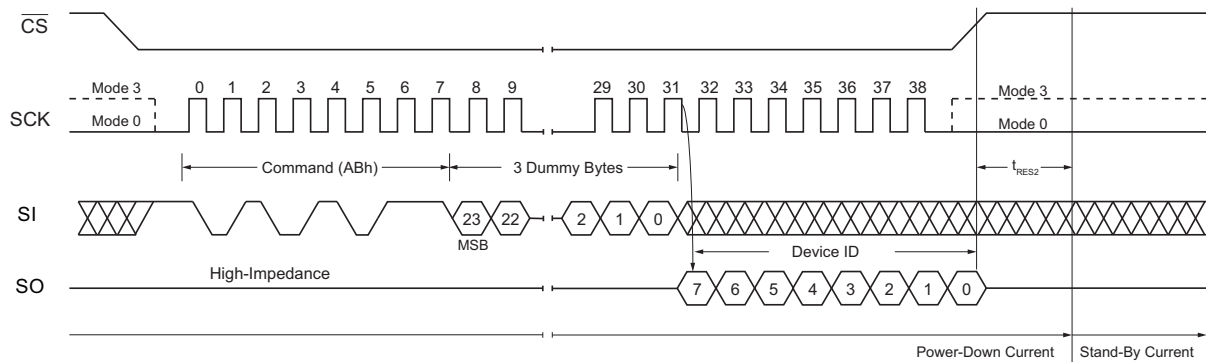 CS
0 1 2 3 4 5 6 7 8 9 29 30 31 32 33 34 35 36 37 38
Mode 3 Mode 3
SCK
Mode 0 Mode 0
Command (ABh) 3 Dummy Bytes tRES2
SI
23 22 2 1 0
MSB
Device ID
High-Impedance
SO
7 6 5 4 3 2 1 0
Power-Down Current Stand-By Current